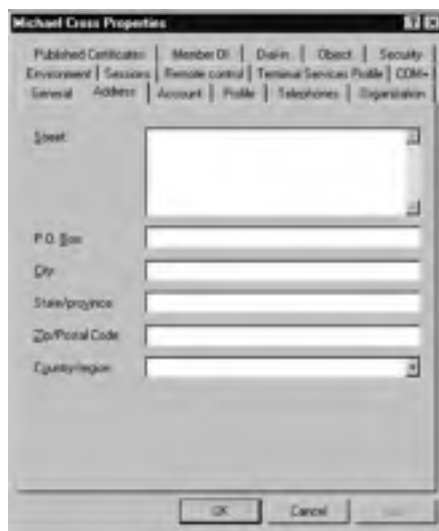 Michael Cross Properties
Published Certificates Member Of Dial-in Object Security
Environment Sessions Remote control Terminal Services Profile COM+
General Address Account Profile Telephones Organization
Street:
P.O. Box:
City:
State/province:
Zip/Postal Code:
Country/region:
OK Cancel